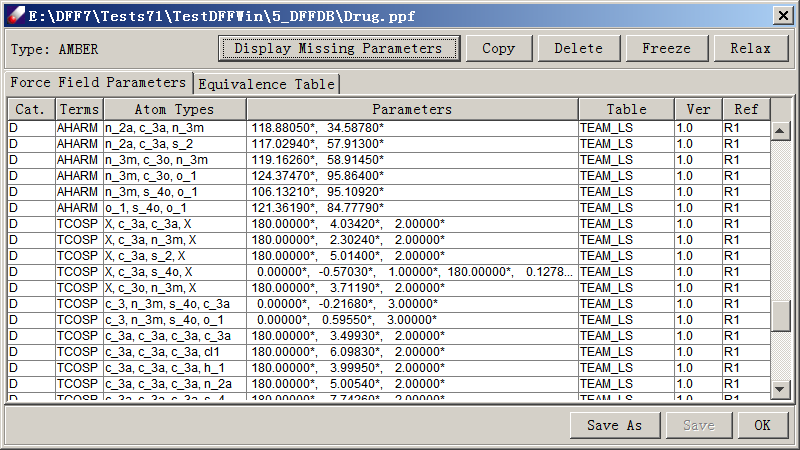 E:\DFF7\Tests71\TestDFFWin\5_DFFDB\Drug.ppf
Type: AMBER Display Missing Parameters Copy Delete Freeze Relax
Force Field Parameters Equivalence Table
Cat. Terms Atom Types Parameters Table Ver Ref
D AHARM n_2a, c_3a, n_3m 118.88050*, 34.58780* TEAM_LS 1.0 R1
D AHARM n_2a, c_3a, s_2 117.02940*, 57.91300* TEAM_LS 1.0 R1
D AHARM n_3m, c_3o, n_3m 119.16260*, 58.91450* TEAM_LS 1.0 R1
D AHARM n_3m, c_3o, o_1 124.37470*, 95.86400* TEAM_LS 1.0 R1
D AHARM n_3m, s_4o, o_1 106.13210*, 95.10920* TEAM_LS 1.0 R1
D AHARM o_1, s_4o, o_1 121.36190*, 84.77790* TEAM_LS 1.0 R1
D TCOSP X, c_3a, c_3a, X 180.00000*, 4.03420*, 2.00000* TEAM_LS 1.0 R1
D TCOSP X, c_3a, n_3m, X 180.00000*, 2.30240*, 2.00000* TEAM_LS 1.0 R1
D TCOSP X, c_3a, s_2, X 180.00000*, 5.01400*, 2.00000* TEAM_LS 1.0 R1
D TCOSP X, c_3a, s_4o, X 0.00000*, -0.57030*, 1.00000*, 180.00000*, 0.1278... TEAM_LS 1.0 R1
D TCOSP X, c_3o, n_3m, X 180.00000*, 3.71190*, 2.00000* TEAM_LS 1.0 R1
D TCOSP c_3, n_3m, s_4o, c_3a 0.00000*, -0.21680*, 3.00000* TEAM_LS 1.0 R1
D TCOSP c_3, n_3m, s_4o, o_1 0.00000*, 0.59550*, 3.00000* TEAM_LS 1.0 R1
D TCOSP c_3a, c_3a, c_3a, c_3a 180.00000*, 3.49930*, 2.00000* TEAM_LS 1.0 R1
D TCOSP c_3a, c_3a, c_3a, cl1 180.00000*, 6.09830*, 2.00000* TEAM_LS 1.0 R1
D TCOSP c_3a, c_3a, c_3a, h_1 180.00000*, 3.99950*, 2.00000* TEAM_LS 1.0 R1
D TCOSP c_3a, c_3a, c_3a, n_2a 180.00000*, 5.00540*, 2.00000* TEAM_LS 1.0 R1
D TCOSP c_3a, c_3a, c_3a, s_4 180.00000*, 7.74260*, 2.00000* TEAM_LS 1.0 R1
Save As Save OK